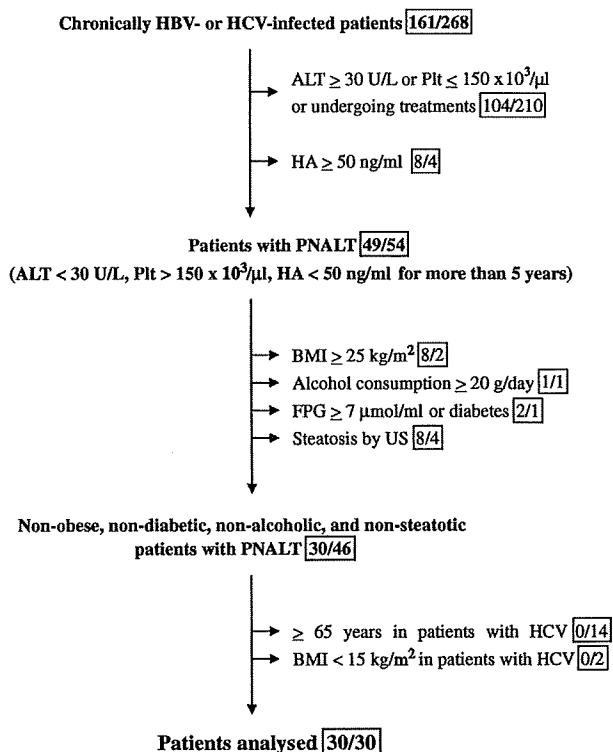 Chronically HBV- or HCV-infected patients 161/268
ALT ≥ 30 U/L or Plt ≤ 150 x 10³/μl
or undergoing treatments 104/210
HA ≥ 50 ng/ml 8/4
Patients with PNALT 49/54
(ALT < 30 U/L, Plt > 150 x 10³/μl, HA < 50 ng/ml for more than 5 years)
BMI ≥ 25 kg/m² 8/2
Alcohol consumption ≥ 20 g/day 1/1
FPG ≥ 7 μmol/ml or diabetes 2/1
Steatosis by US 8/4
Non-obese, non-diabetic, non-alcoholic, and non-steatotic
patients with PNALT 30/46
≥ 65 years in patients with HCV 0/14
BMI < 15 kg/m² in patients with HCV 0/2
Patients analysed 30/30